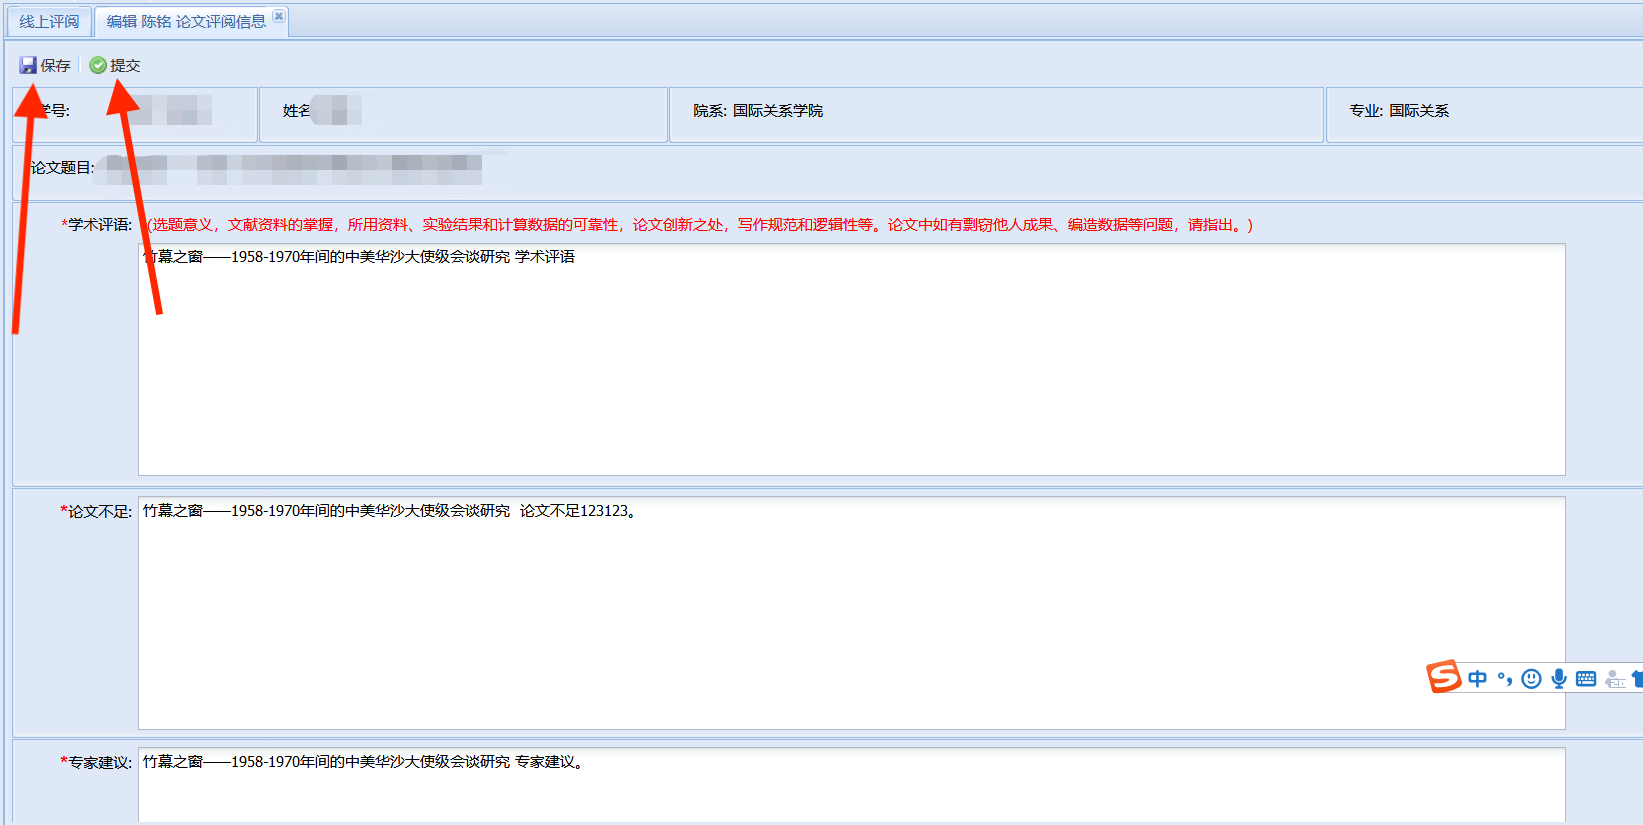 线上评阅 编辑 陈铭 论文评阅信息
保存 提交
学号: 姓名 院系: 国际关系学院 专业: 国际关系
论文题目:
*学术评语: (选题意义，文献资料的掌握，所用资料、实验结果和计算数据的可靠性，论文创新之处，写作规范和逻辑性等。论文中如有剽窃他人成果、编造数据等问题，请指出。)
竹幕之窗——1958-1970年间的中美华沙大使级会谈研究 学术评语
*论文不足: 竹幕之窗——1958-1970年间的中美华沙大使级会谈研究 论文不足123123。
中
*专家建议: 竹幕之窗——1958-1970年间的中美华沙大使级会谈研究 专家建议。